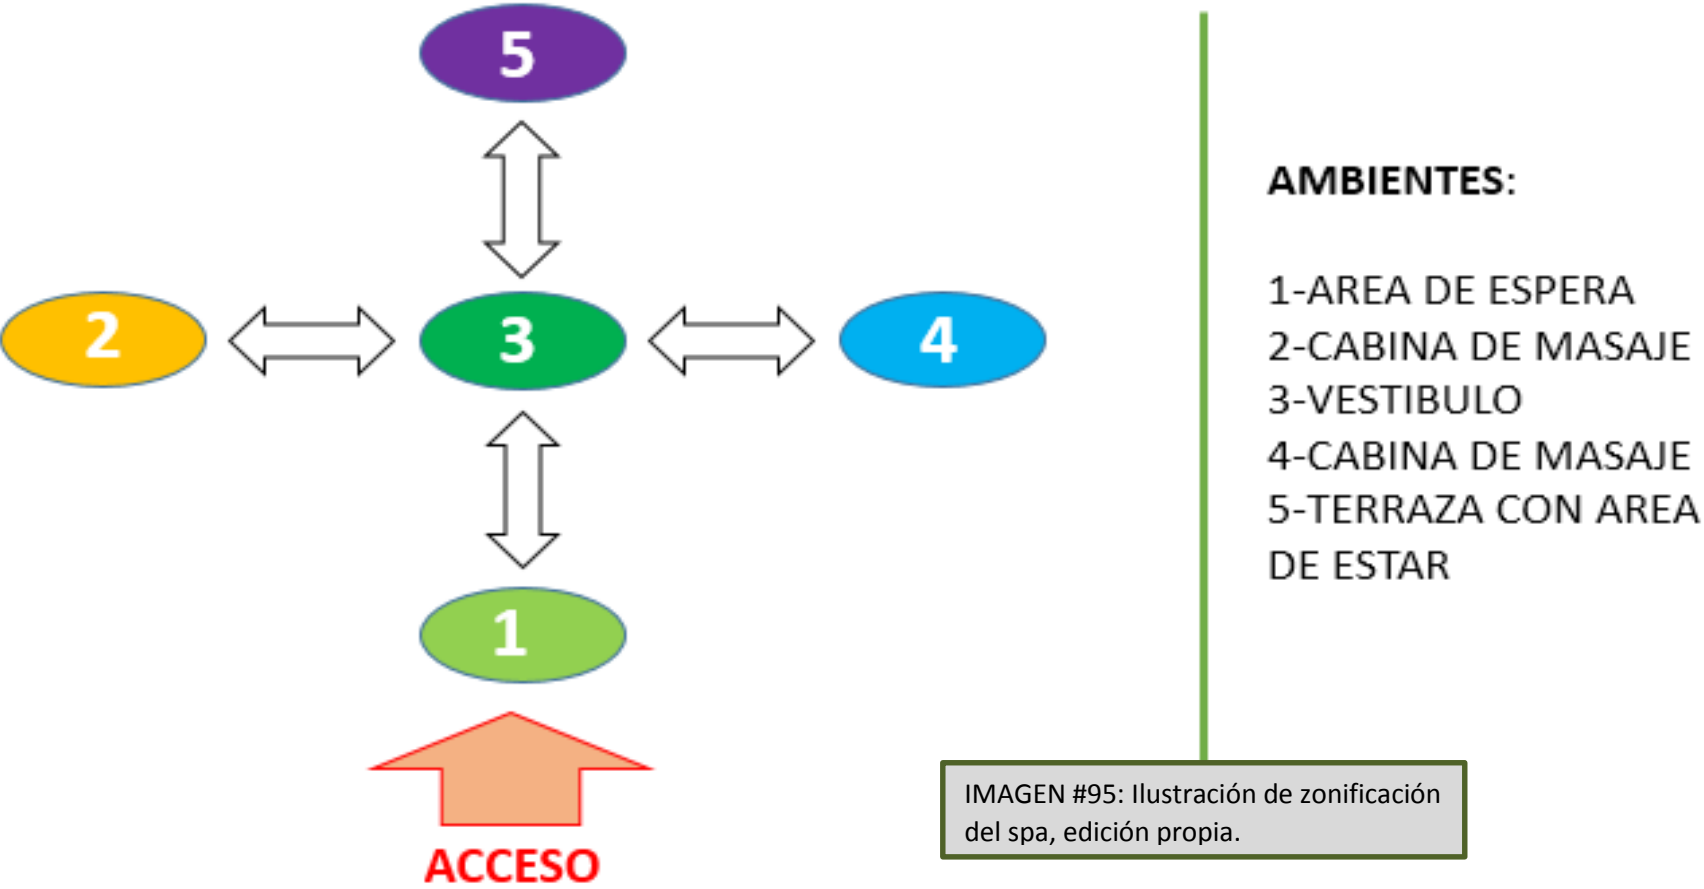 5
2
3
4
1
ACCESO
AMBIENTES:
1-AREA DE ESPERA
2-CABINA DE MASAJE
3-VESTIBULO
4-CABINA DE MASAJE
5-TERRAZA CON AREA
DE ESTAR
IMAGEN #95: Ilustración de zonificación
del spa, edición propia.